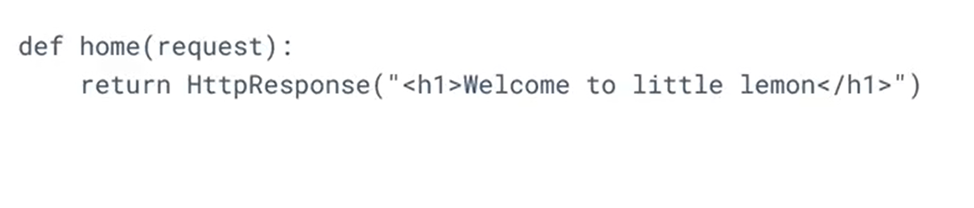 def home(request):
    return HttpResponse("<h1>Welcome to little lemon</h1>")